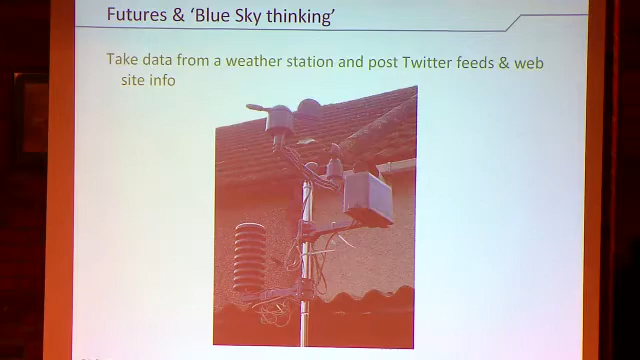 Futures & 'Blue Sky thinking'
Take data from a weather station and post Twitter feeds & web
site info